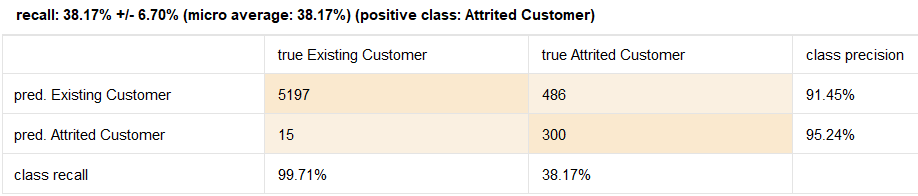 recall: 38.17% +/- 6.70% (micro average: 38.17%) (positive class: Attrited Customer)
true Existing Customer true Attrited Customer class precision
pred. Existing Customer 5197 486 91.45%
pred. Attrited Customer 15 300 95.24%
class recall 99.71% 38.17%